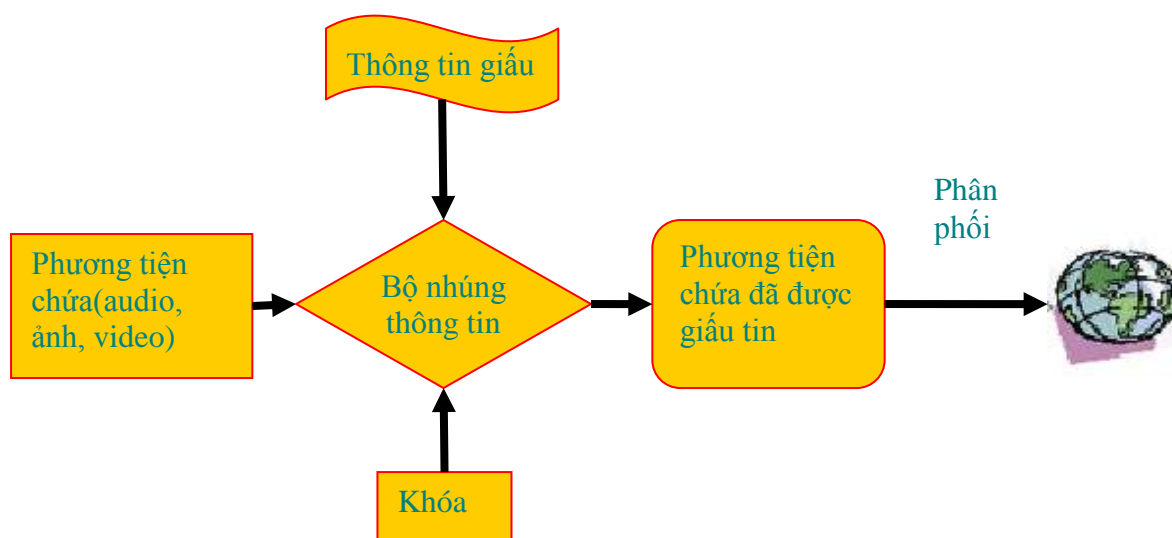 Thông tin giấu
Phân
phối
Phương tiện
chứa(audio,
ảnh, video)
Bộ nhúng
thông tin
Phương tiện
chứa đã được
giấu tin
Khóa